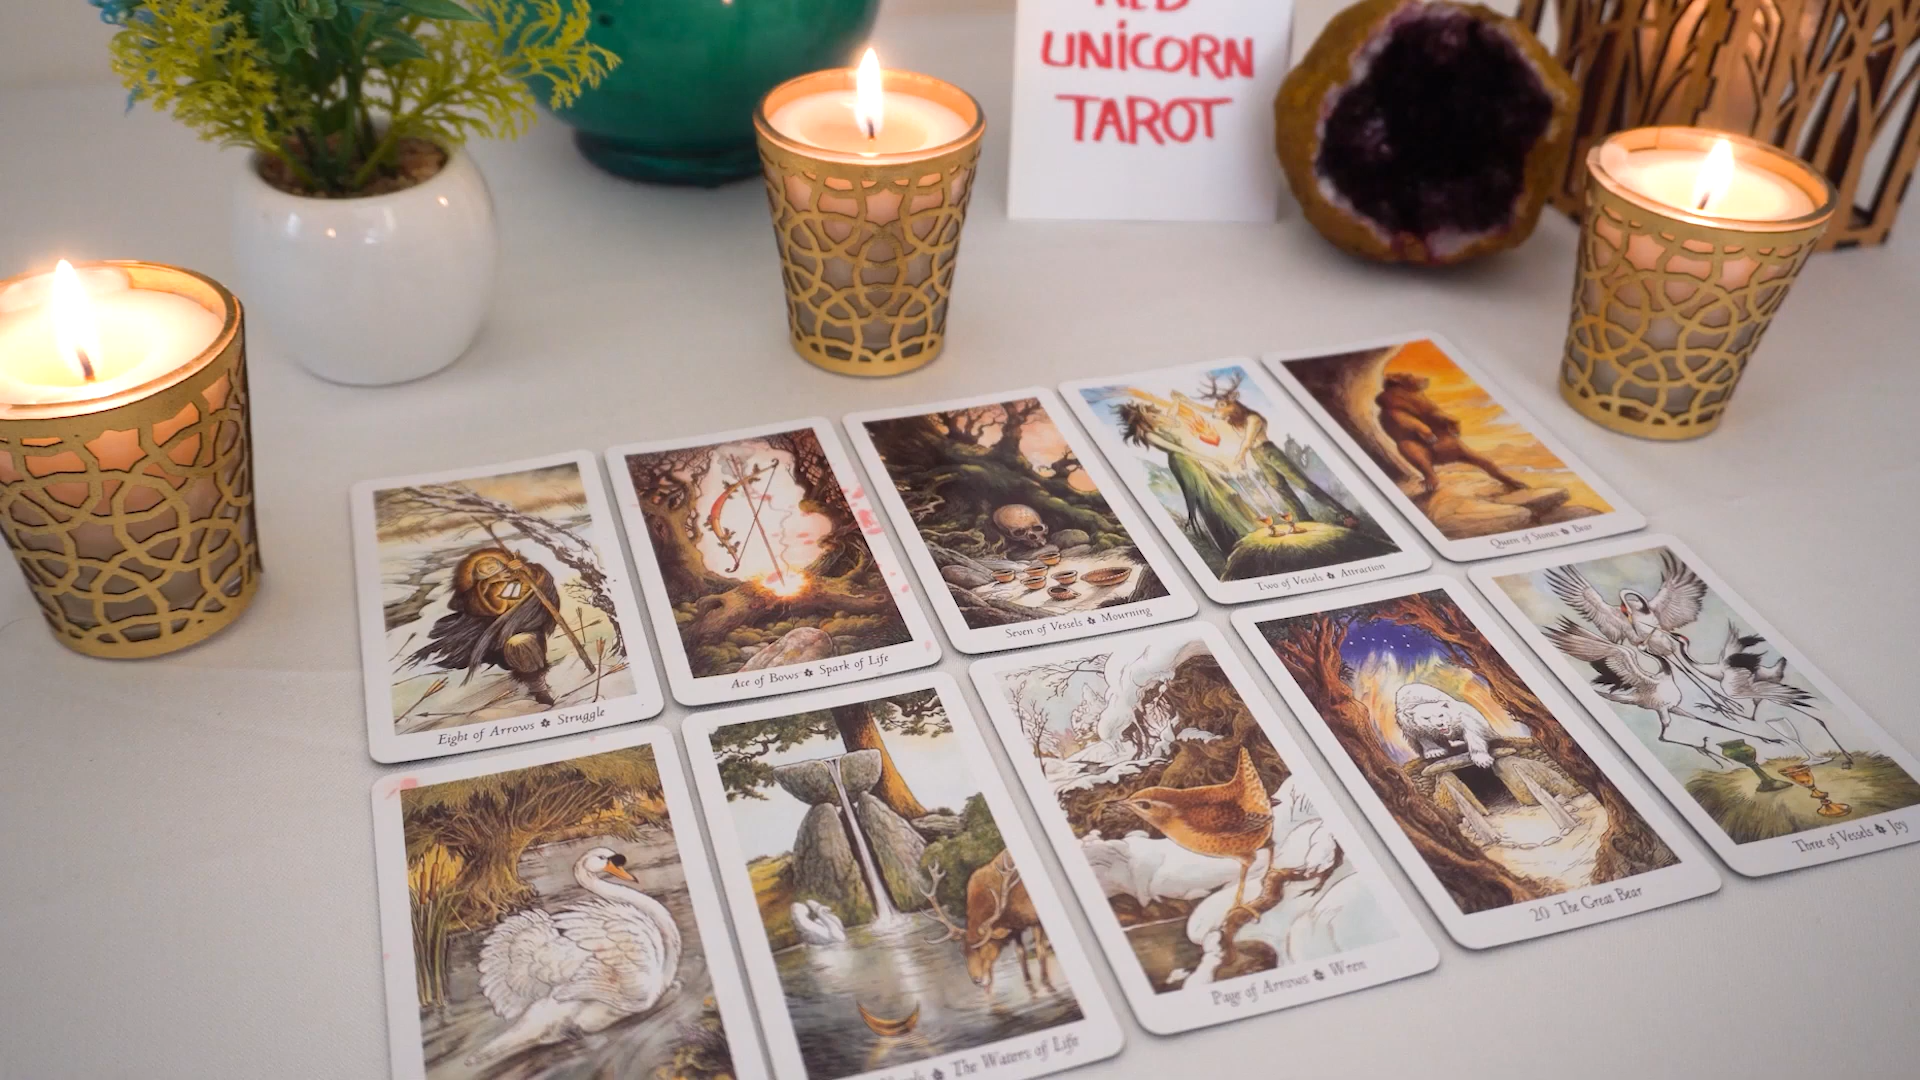 RED
UNICORN
TAROT
Eight of Arrows Struggle
Ace of Bows Spark of Life
Seven of Vessels Mourning
Two of Vessels Attraction
Queen of Stones Bear
The Waters of Life
Page of Arrows Wren
20 The Great Bear
Three of Vessels Joy